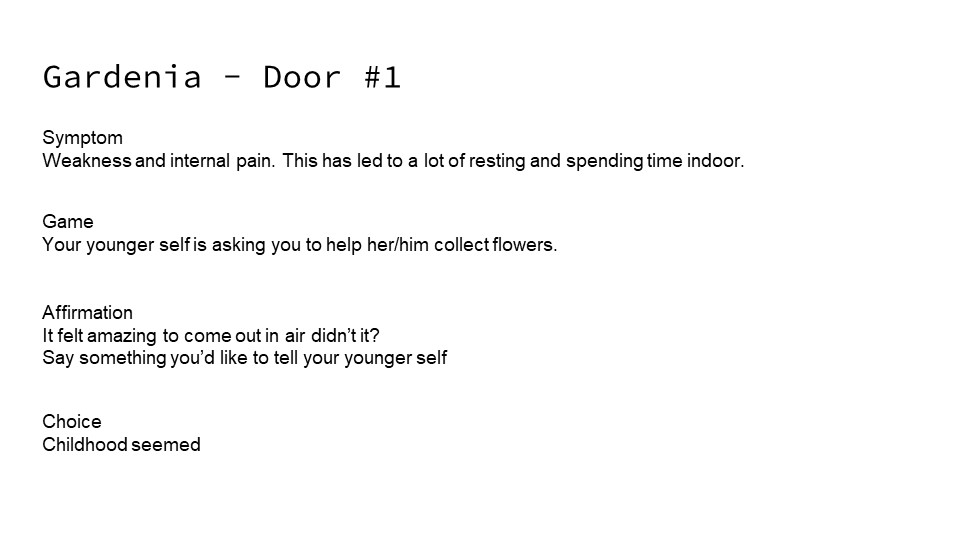 Gardenia – Door #1
Symptom
Weakness and internal pain. This has led to a lot of resting and spending time indoor.
Game
Your younger self is asking you to help her/him collect flowers.
Affirmation
It felt amazing to come out in air didn’t it?
Say something you’d like to tell your younger self
Choice
Childhood seemed